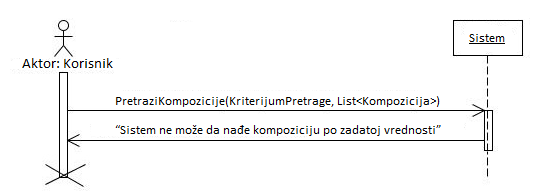 Sistem
Aktor: Korisnik
PretraziKompozicije(KriterijumPretrage, List<Kompozicija>)
“Sistem ne može da nađe kompoziciju po zadatoj vrednosti”